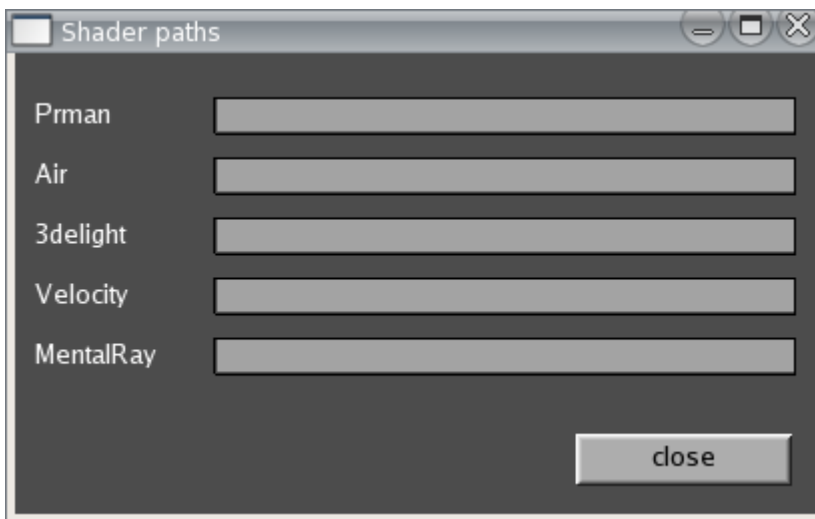 Shader paths
Prman
Air
3delight
Velocity
MentalRay
close